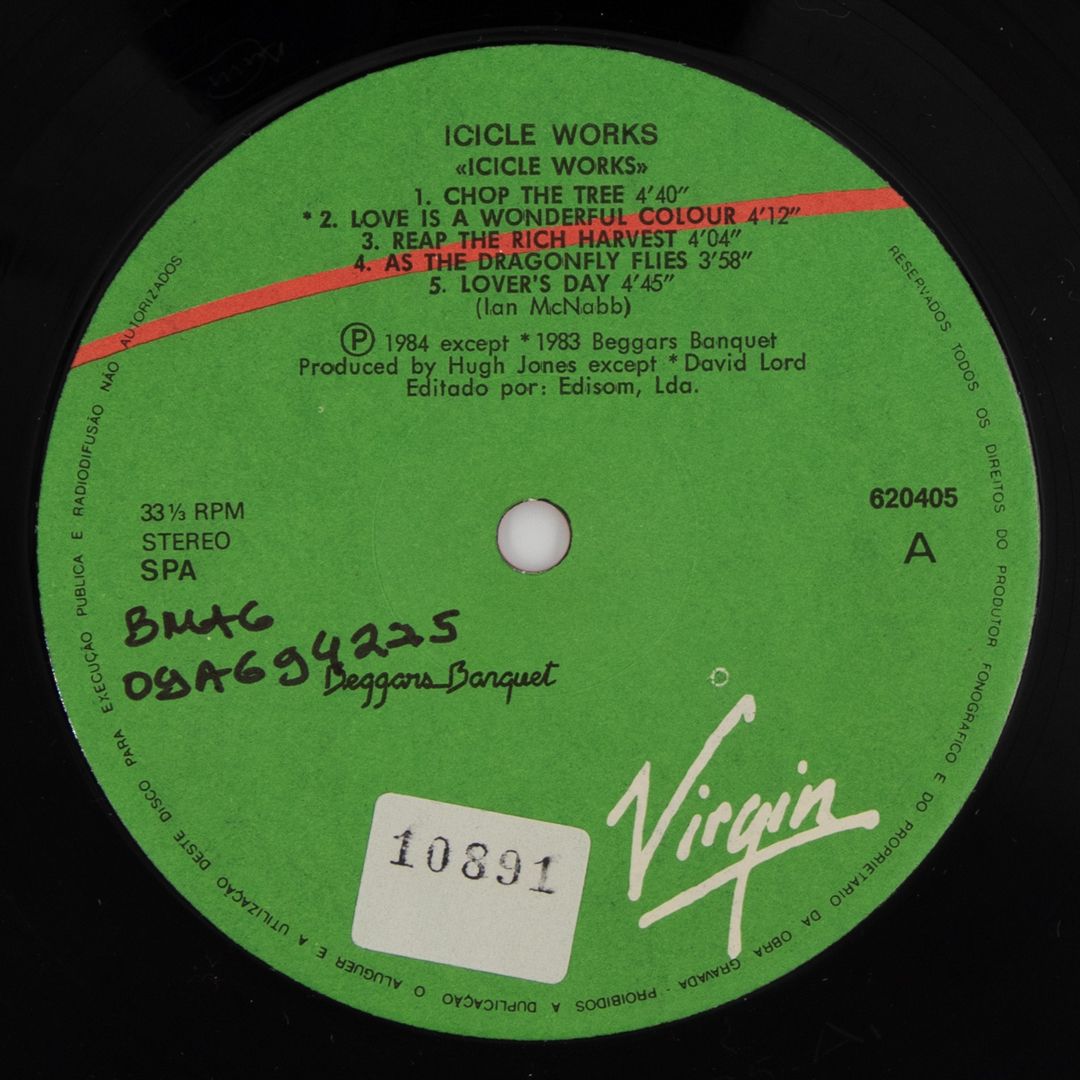 ICICLE WORKS
«ICICLE WORKS»
1. CHOP THE TREE 4'40"
* 2. LOVE IS A WONDERFUL COLOUR 4'12"
3. REAP THE RICH HARVEST 4'04"
4. AS THE DRAGONFLY FLIES 3'58"
5. LOVER'S DAY 4'45"
(Ian McNabb)
Ⓟ 1984 except * 1983 Beggars Banquet
Produced by Hugh Jones except * David Lord
Editado por: Edisom, Lda.
33 ⅓ RPM
STEREO
SPA
620405
A
BMAG
Beggars Banquet
Virgin
10891
RESERVADOS TODOS OS DIREITOS DO PRODUTOR FONOGRAFICO E DO PROPRIETARIO DA OBRA GRAVADA - PROIBIDOS A DUPLICAÇÃO O ALUGUER E A UTILIZAÇÃO DESTE DISCO PARA EXECUÇÃO PUBLICA E RADIODIFUSÃO NÃO AUTORIZADOS